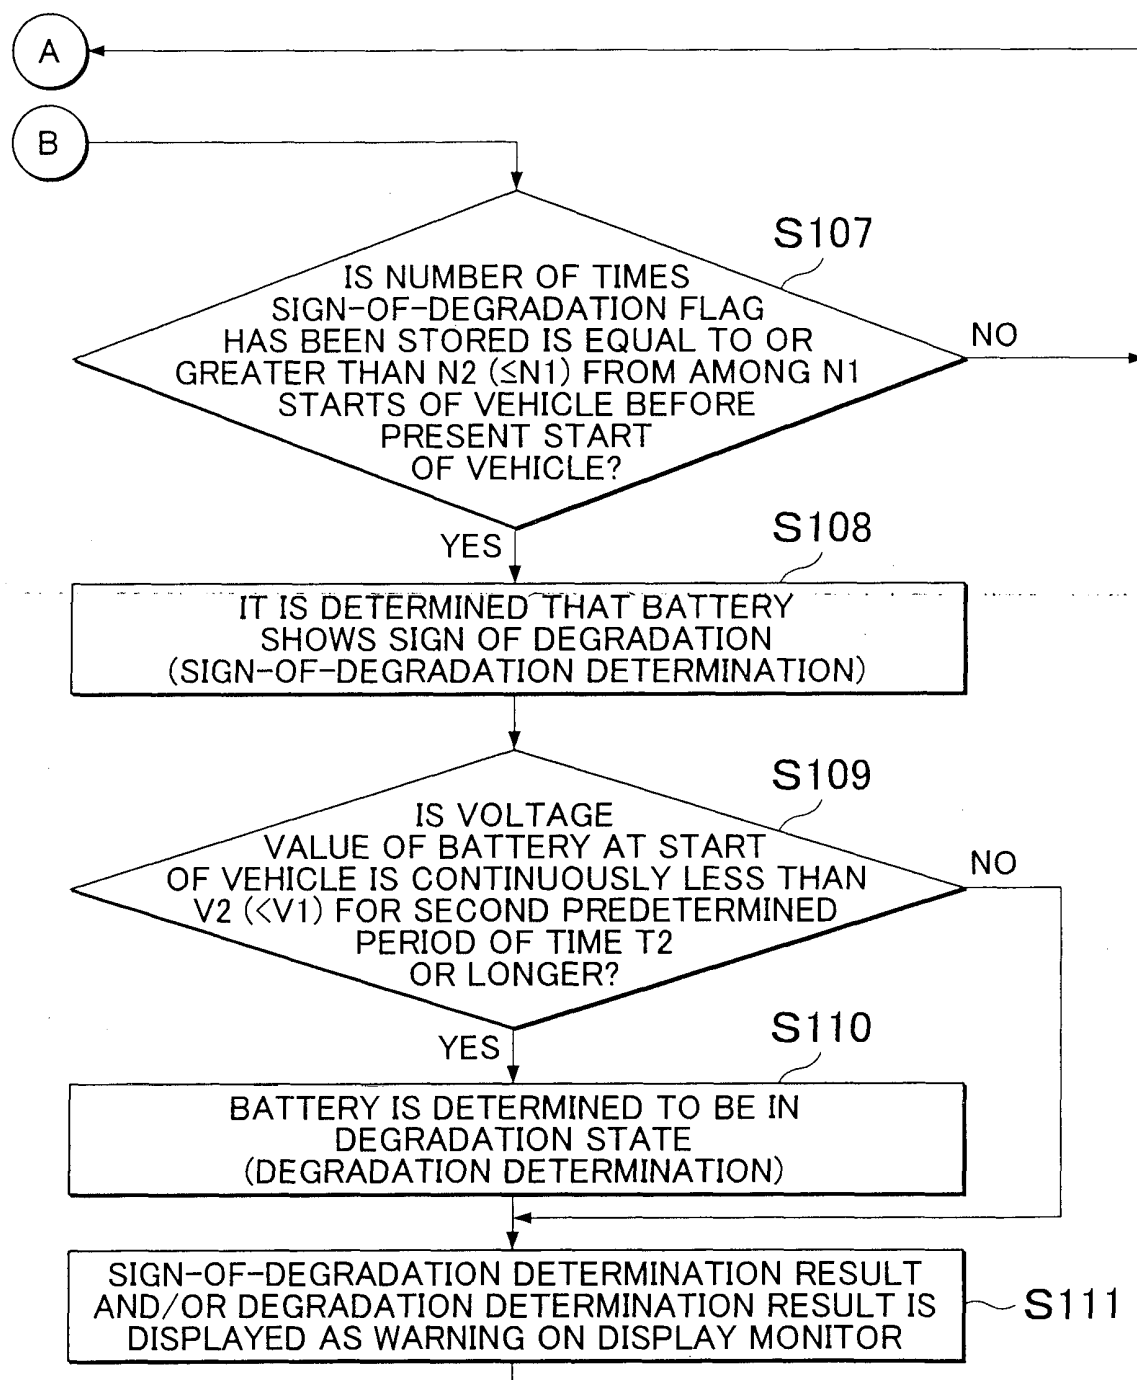 A
B
S107
IS NUMBER OF TIMES
SIGN-OF-DEGRADATION FLAG
HAS BEEN STORED IS EQUAL TO OR
GREATER THAN N2 (≤N1) FROM AMONG N1
STARTS OF VEHICLE BEFORE
PRESENT START
OF VEHICLE?
NO
YES
S108
IT IS DETERMINED THAT BATTERY
SHOWS SIGN OF DEGRADATION
(SIGN-OF-DEGRADATION DETERMINATION)
S109
IS VOLTAGE
VALUE OF BATTERY AT START
OF VEHICLE IS CONTINUOUSLY LESS THAN
V2 (<V1) FOR SECOND PREDETERMINED
PERIOD OF TIME T2
OR LONGER?
NO
YES
S110
BATTERY IS DETERMINED TO BE IN
DEGRADATION STATE
(DEGRADATION DETERMINATION)
SIGN-OF-DEGRADATION DETERMINATION RESULT
AND/OR DEGRADATION DETERMINATION RESULT IS
DISPLAYED AS WARNING ON DISPLAY MONITOR
S111